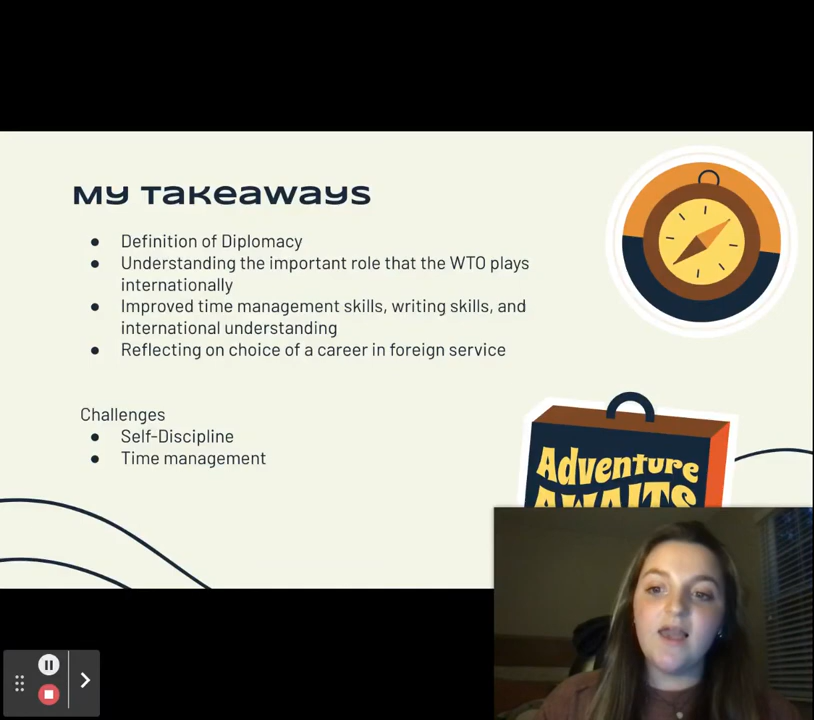 My Takeaways
● Definition of Diplomacy
● Understanding the important role that the WTO plays
internationally
● Improved time management skills, writing skills, and
international understanding
● Reflecting on choice of a career in foreign service
Challenges
● Self-Discipline
● Time management
Adventure
AWAITS